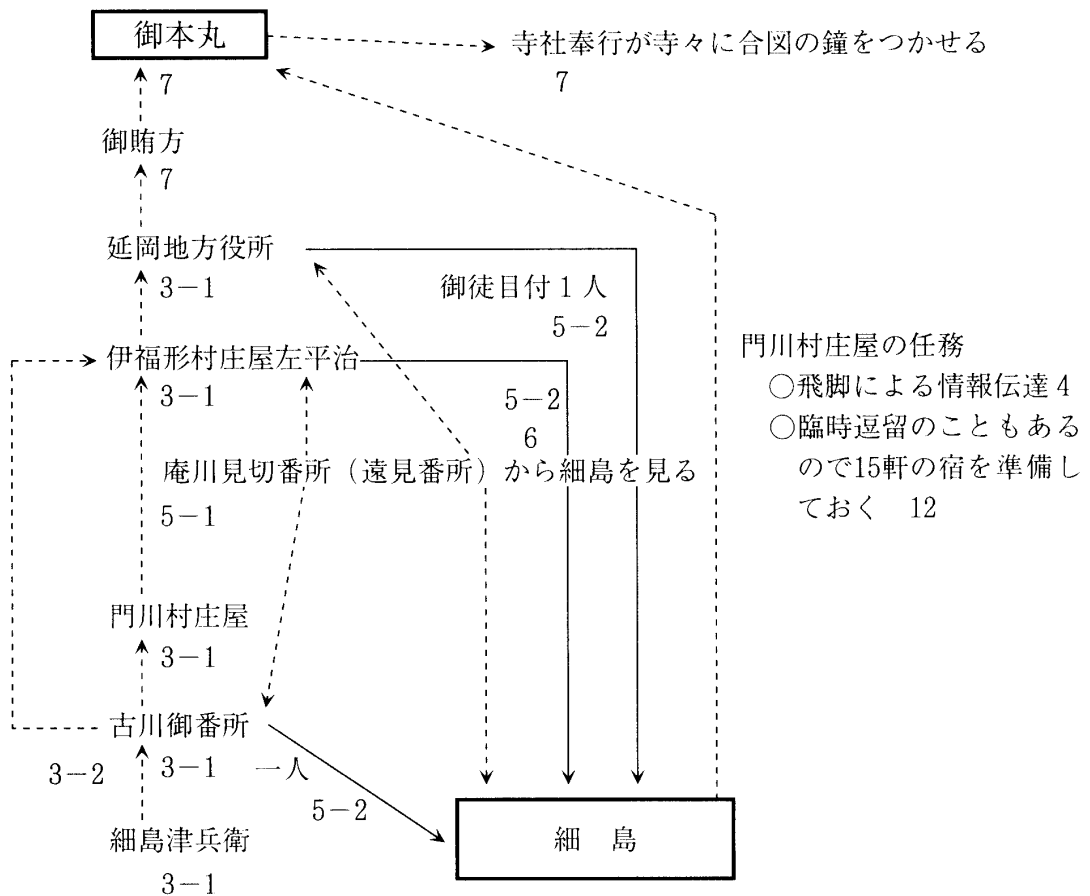 御本丸
寺社奉行が寺々に合図の鐘をつかせる
7
7
御賄方
7
延岡地方役所
3-1
御徒目付1人
5-2
伊福形村庄屋左平治
3-1
5-2
6
門川村庄屋の任務
○飛脚による情報伝達4
○臨時逗留のこともある
ので15軒の宿を準備し
ておく 12
庵川見切番所(遠見番所)から細島を見る
5-1
門川村庄屋
3-1
古川御番所
3-2
3-1
一人
5-2
細島津兵衛
3-1
細 島